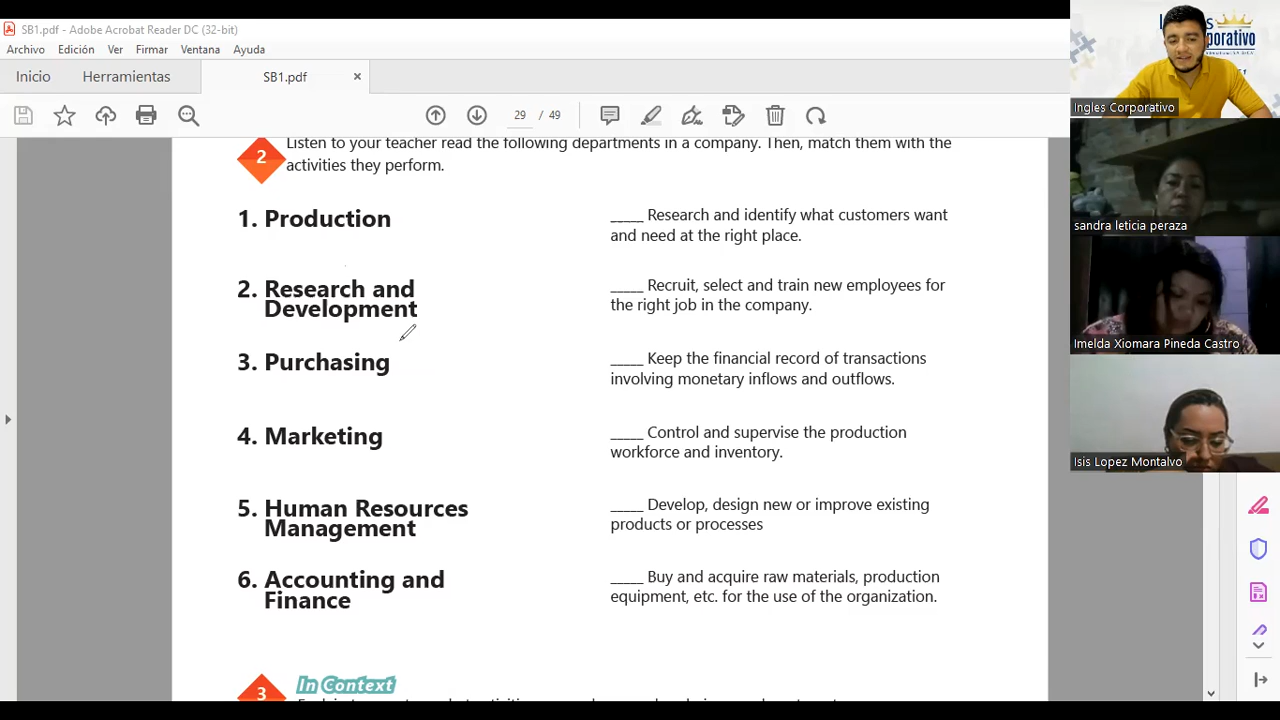 SB1.pdf - Adobe Acrobat Reader DC (32-bit)
Archivo Edición Ver Firmar Ventana Ayuda
Inicio Herramientas SB1.pdf ×
29 / 49
2 Listen to your teacher read the following departments in a company. Then, match them with the
activities they perform.
1. Production
_____ Research and identify what customers want
and need at the right place.
2. Research and
Development
_____ Recruit, select and train new employees for
the right job in the company.
3. Purchasing
_____ Keep the financial record of transactions
involving monetary inflows and outflows.
4. Marketing
_____ Control and supervise the production
workforce and inventory.
5. Human Resources
Management
_____ Develop, design new or improve existing
products or processes
6. Accounting and
Finance
_____ Buy and acquire raw materials, production
equipment, etc. for the use of the organization.
3 In Context
Ingles Corporativo
sandra leticia peraza
Imelda Xiomara Pineda Castro
Isis Lopez Montalvo